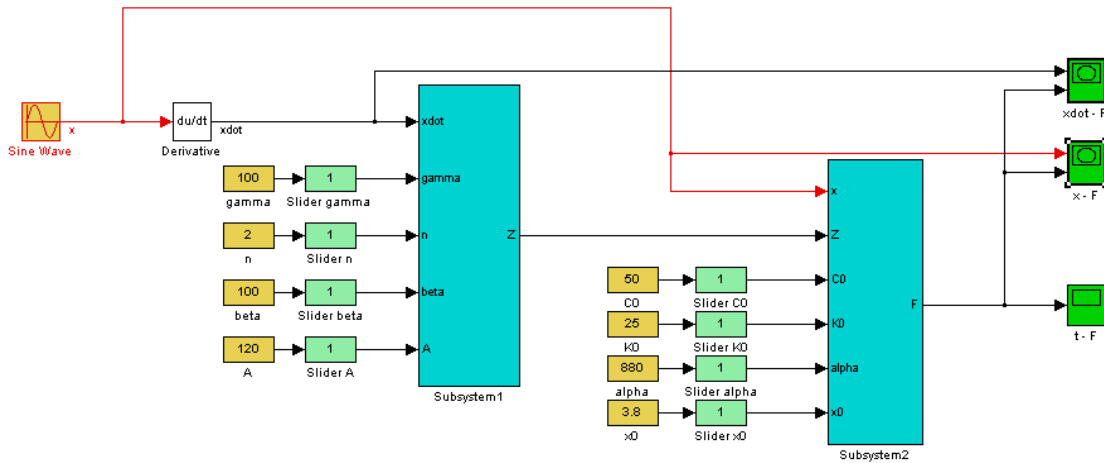 x
Sine Wave
du/dt
xdot
Derivative
xdot
gamma
n
beta
A
Z
Subsystem1
100
1
gamma
Slider gamma
2
1
n
Slider n
100
1
beta
Slider beta
120
1
A
Slider A
x
Z
C0
K0
alpha
x0
F
Subsystem2
50
1
C0
Slider C0
25
1
K0
Slider K0
880
1
alpha
Slider alpha
3.8
1
x0
Slider x0
xdot - F
x - F
t - F